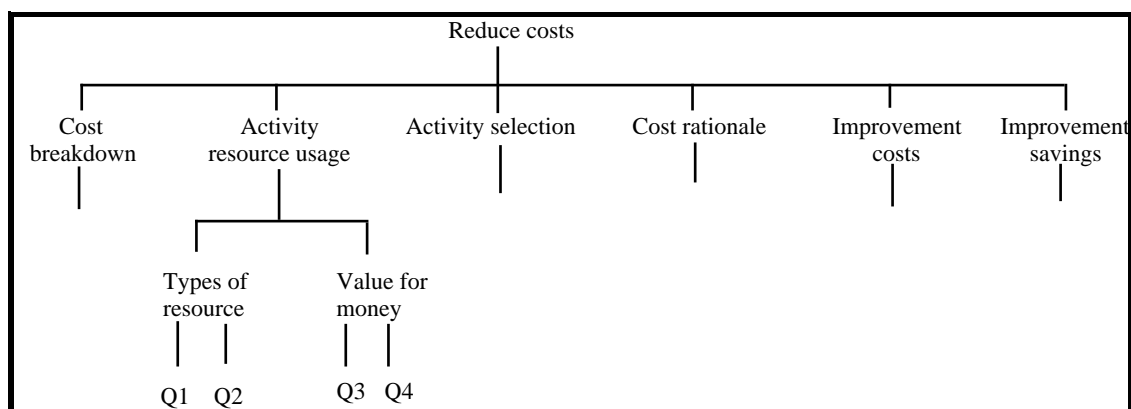 Reduce costs
Cost
breakdown
Activity
resource usage
Activity selection
Cost rationale
Improvement
costs
Improvement
savings
Types of
resource
Value for
money
Q1 Q2 Q3 Q4